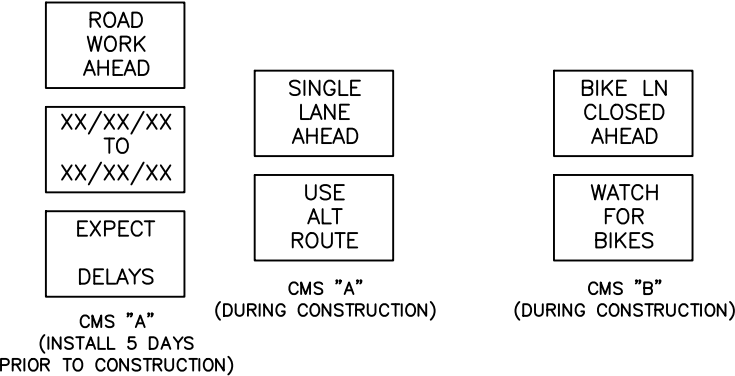 ROAD
WORK
AHEAD
XX/XX/XX
TO
XX/XX/XX
EXPECT
DELAYS
CMS "A"
(INSTALL 5 DAYS
PRIOR TO CONSTRUCTION)
SINGLE
LANE
AHEAD
USE
ALT
ROUTE
CMS "A"
(DURING CONSTRUCTION)
BIKE LN
CLOSED
AHEAD
WATCH
FOR
BIKES
CMS "B"
(DURING CONSTRUCTION)